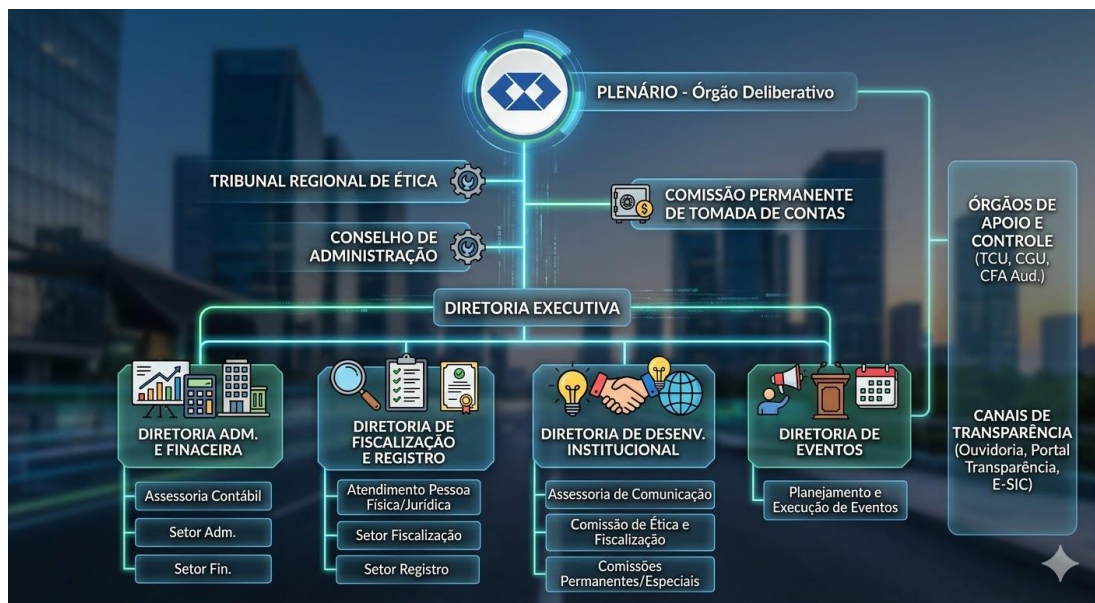 PLENÁRIO - Órgão Deliberativo
TRIBUNAL REGIONAL DE ÉTICA
COMISSÃO PERMANENTE
DE TOMADA DE CONTAS
CONSELHO DE
ADMINISTRAÇÃO
ÓRGÃOS DE
APOIO E
CONTROLE
(TCU, CGU,
CFA Aud.)
DIRETORIA EXECUTIVA
DIRETORIA ADM.
E FINACEIRA
Assessoria Contábil
Setor Adm.
Setor Fin.
DIRETORIA DE
FISCALIZAÇÃO
E REGISTRO
Atendimento Pessoa
Física/Jurídica
Setor Fiscalização
Setor Registro
DIRETORIA DE DESENV.
INSTITUCIONAL
Assessoria de Comunicação
Comissão de Ética e
Fiscalização
Comissões
Permanentes/Especiais
DIRETORIA DE
EVENTOS
Planejamento e
Execução de Eventos
CANAIS DE
TRANSPARÊNCIA
(Ouvidoria, Portal
Transparência,
E-SIC)